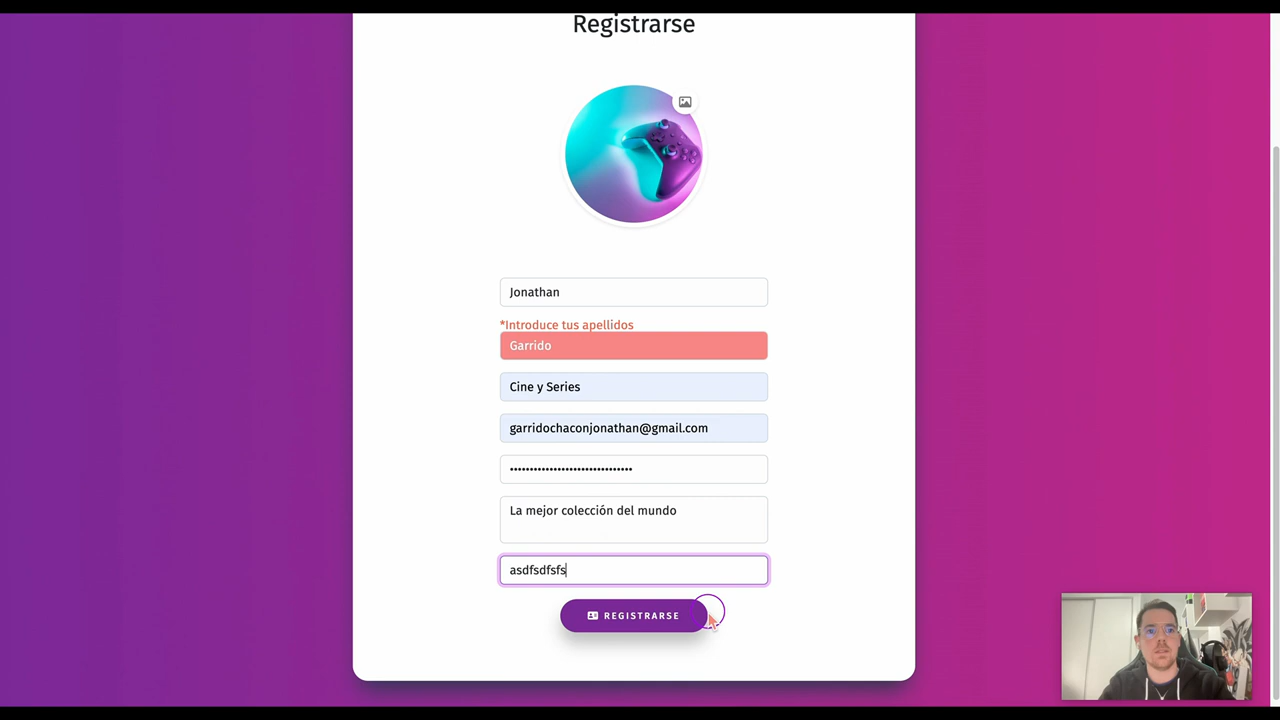 Registrarse
Jonathan
*Introduce tus apellidos
Garrido
Cine y Series
garridochaconjonathan@gmail.com
•••••••••••••••••••••••••••••••
La mejor colección del mundo
asdfsdfsfs
REGISTRARSE